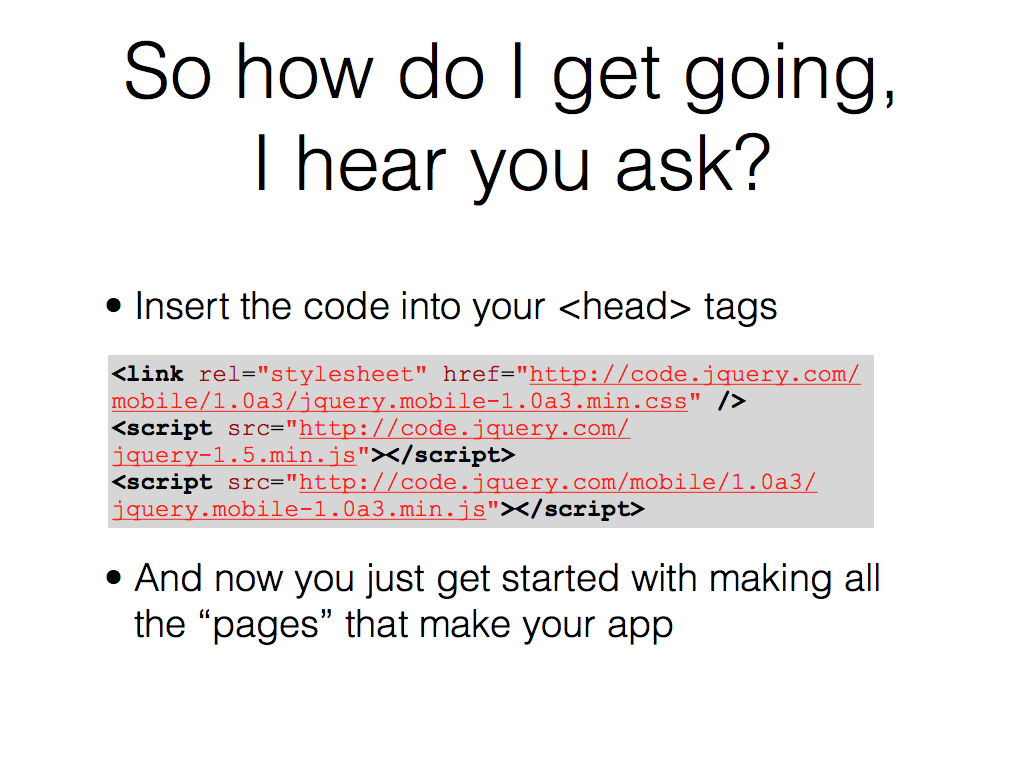 So how do I get going,
I hear you ask?
• Insert the code into your <head> tags
<link rel="stylesheet" href="http://code.jquery.com/
mobile/1.0a3/jquery.mobile-1.0a3.min.css" />
<script src="http://code.jquery.com/
jquery-1.5.min.js"></script>
<script src="http://code.jquery.com/mobile/1.0a3/
jquery.mobile-1.0a3.min.js"></script>
• And now you just get started with making all
the “pages” that make your app